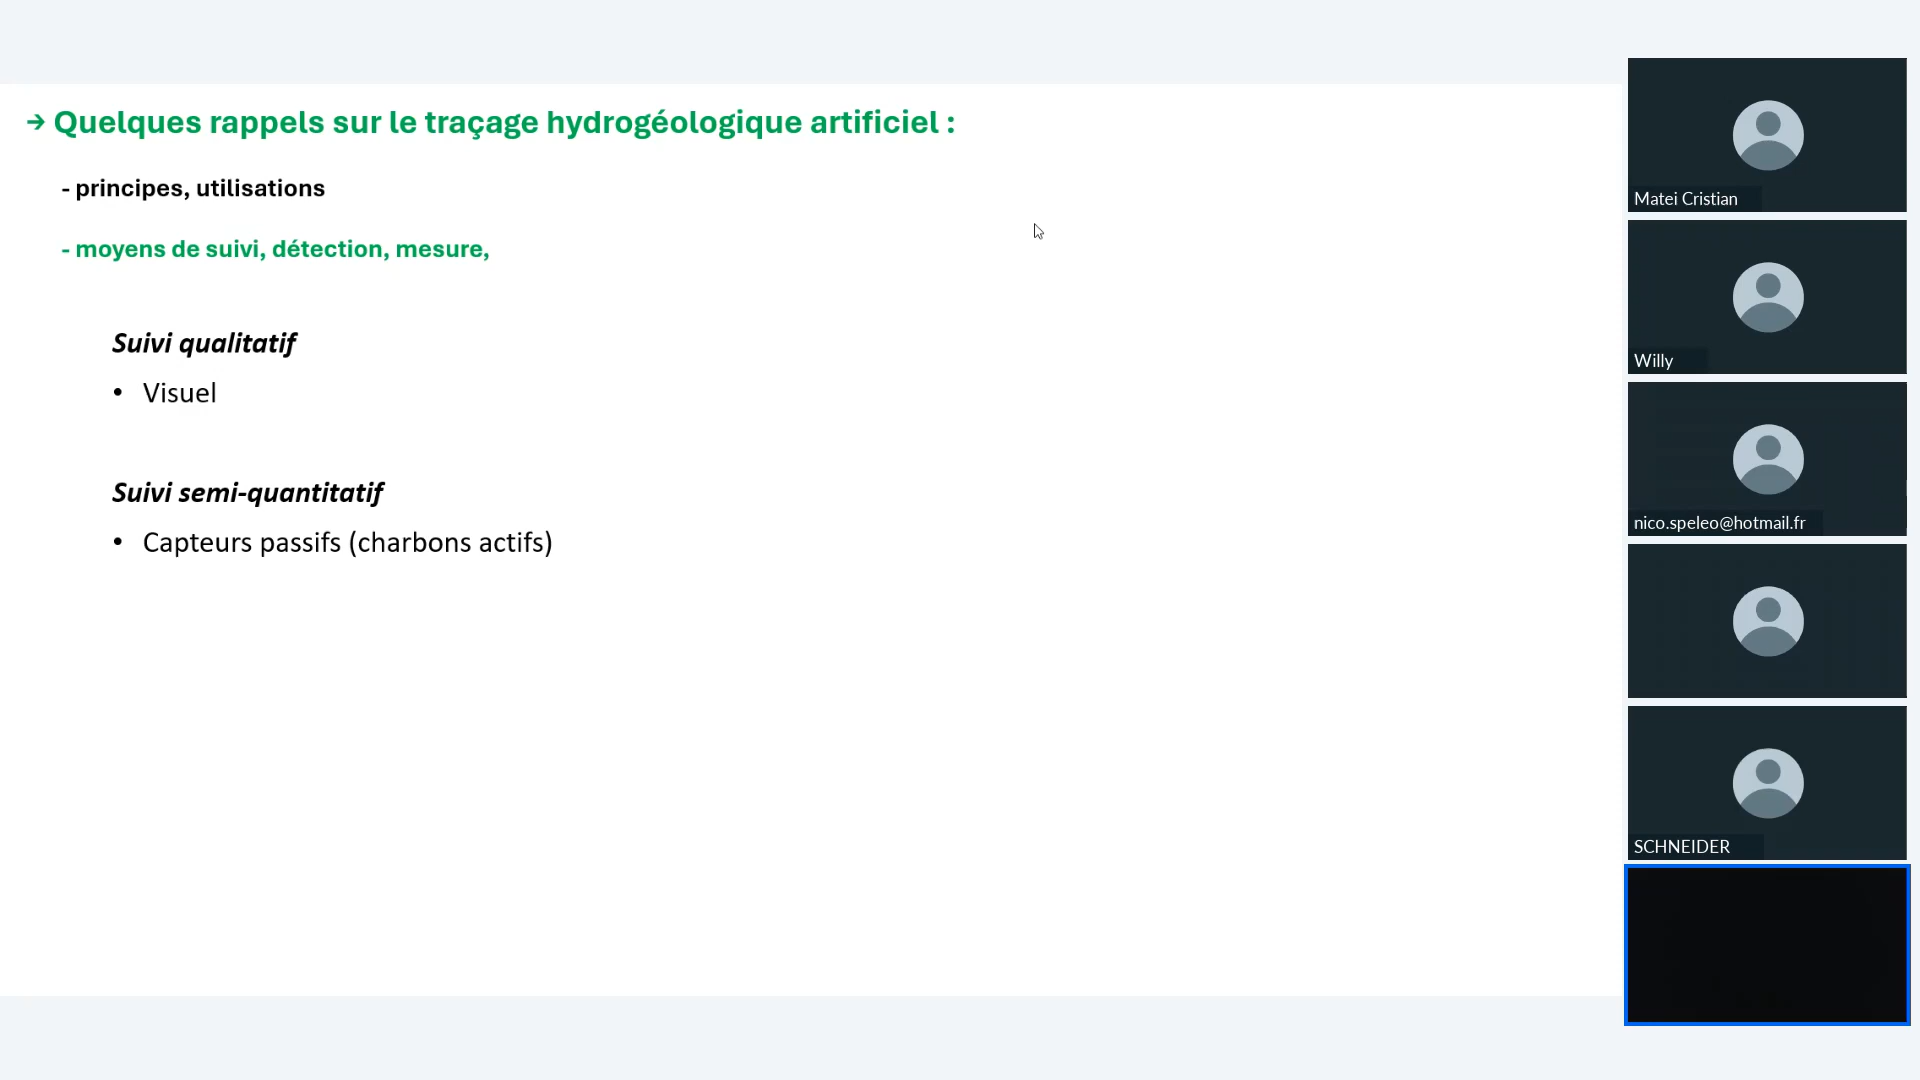 → Quelques rappels sur le traçage hydrogéologique artificiel :
- principes, utilisations
- moyens de suivi, détection, mesure,
Suivi qualitatif
• Visuel
Suivi semi-quantitatif
• Capteurs passifs (charbons actifs)
Matei Cristian
Willy
nico.speleo@hotmail.fr
SCHNEIDER